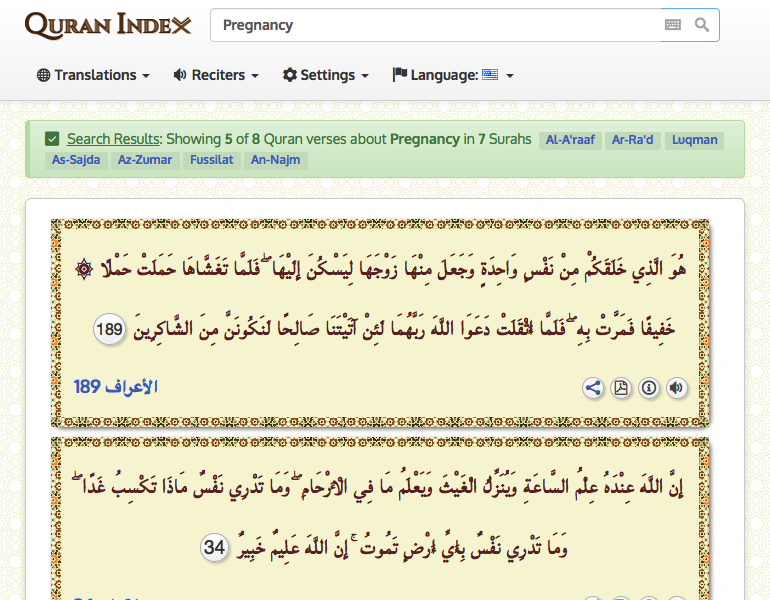 QURAN INDEX
Pregnancy
Translations Reciters Settings Language:
Search Results: Showing 5 of 8 Quran verses about Pregnancy in 7 Surahs Al-A'raaf Ar-Ra'd Luqman
As-Sajda Az-Zumar Fussilat An-Najm
هُوَ الَّذِي خَلَقَكُمْ مِنْ نَفْسٍ وَاحِدَةٍ وَجَعَلَ مِنْهَا زَوْجَهَا لِيَسْكُنَ إِلَيْهَا ۖ فَلَمَّا تَغَشَّاهَا حَمَلَتْ حَمْلًا ۞
خَفِيفًا فَمَرَّتْ بِهِ ۖ فَلَمَّا أَثْقَلَتْ دَعَوَا اللَّهَ رَبَّهُمَا لَئِنْ آتَيْتَنَا صَالِحًا لَنَكُونَنَّ مِنَ الشَّاكِرِينَ 189
الأعراف 189
إِنَّ اللَّهَ عِنْدَهُ عِلْمُ السَّاعَةِ وَيُنَزِّلُ الْغَيْثَ وَيَعْلَمُ مَا فِي الْأَرْحَامِ ۖ وَمَا تَدْرِي نَفْسٌ مَاذَا تَكْسِبُ غَدًا ۖ
وَمَا تَدْرِي نَفْسٌ بِأَيِّ أَرْضٍ تَمُوتُ ۚ إِنَّ اللَّهَ عَلِيمٌ خَبِيرٌ 34